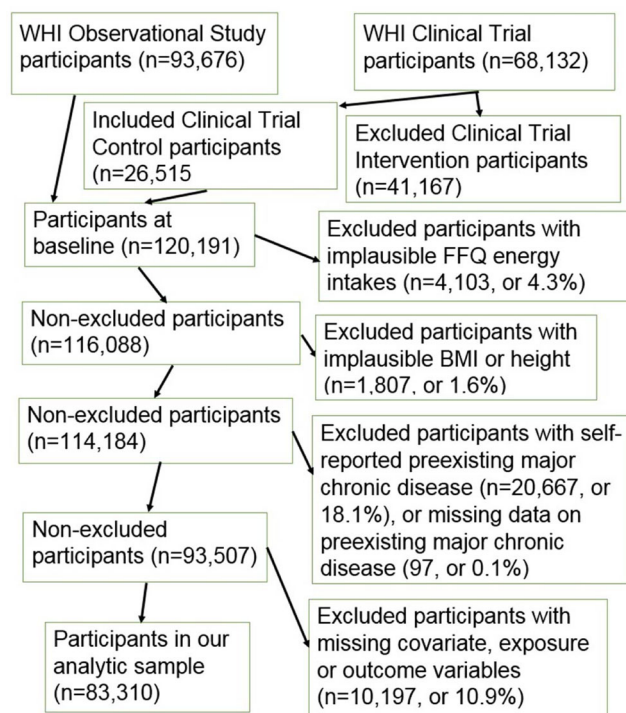 WHI Observational Study
participants (n=93,676)
WHI Clinical Trial
participants (n=68,132)
Included Clinical Trial
Control participants
(n=26,515
Excluded Clinical Trial
Intervention participants
(n=41,167)
Participants at
baseline (n=120,191)
Excluded participants with
implausible FFQ energy
intakes (n=4,103, or 4.3%)
Non-excluded participants
(n=116,088)
Excluded participants with
implausible BMI or height
(n=1,807, or 1.6%)
Non-excluded participants
(n=114,184)
Excluded participants with self-
reported preexisting major
chronic disease (n=20,667, or
18.1%), or missing data on
preexisting major chronic
disease (97, or 0.1%)
Non-excluded
participants (n=93,507)
Excluded participants with
missing covariate, exposure
or outcome variables
(n=10,197, or 10.9%)
Participants in our
analytic sample
(n=83,310)